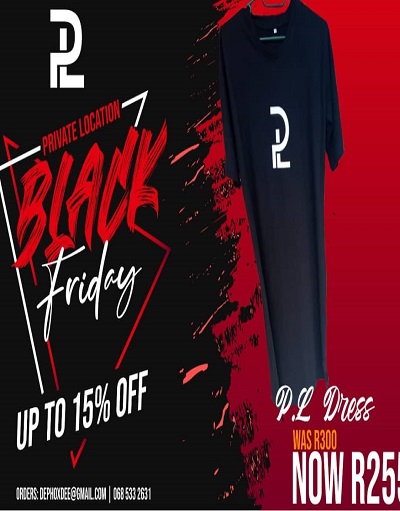 PL
PRIVATE LOCATION
BLACK
Friday
UP TO 15% OFF
ORDERS: DEPHOXDEE@GMAIL.COM | 068 533 2631
PL
P.L Dress
WAS R300
NOW R255